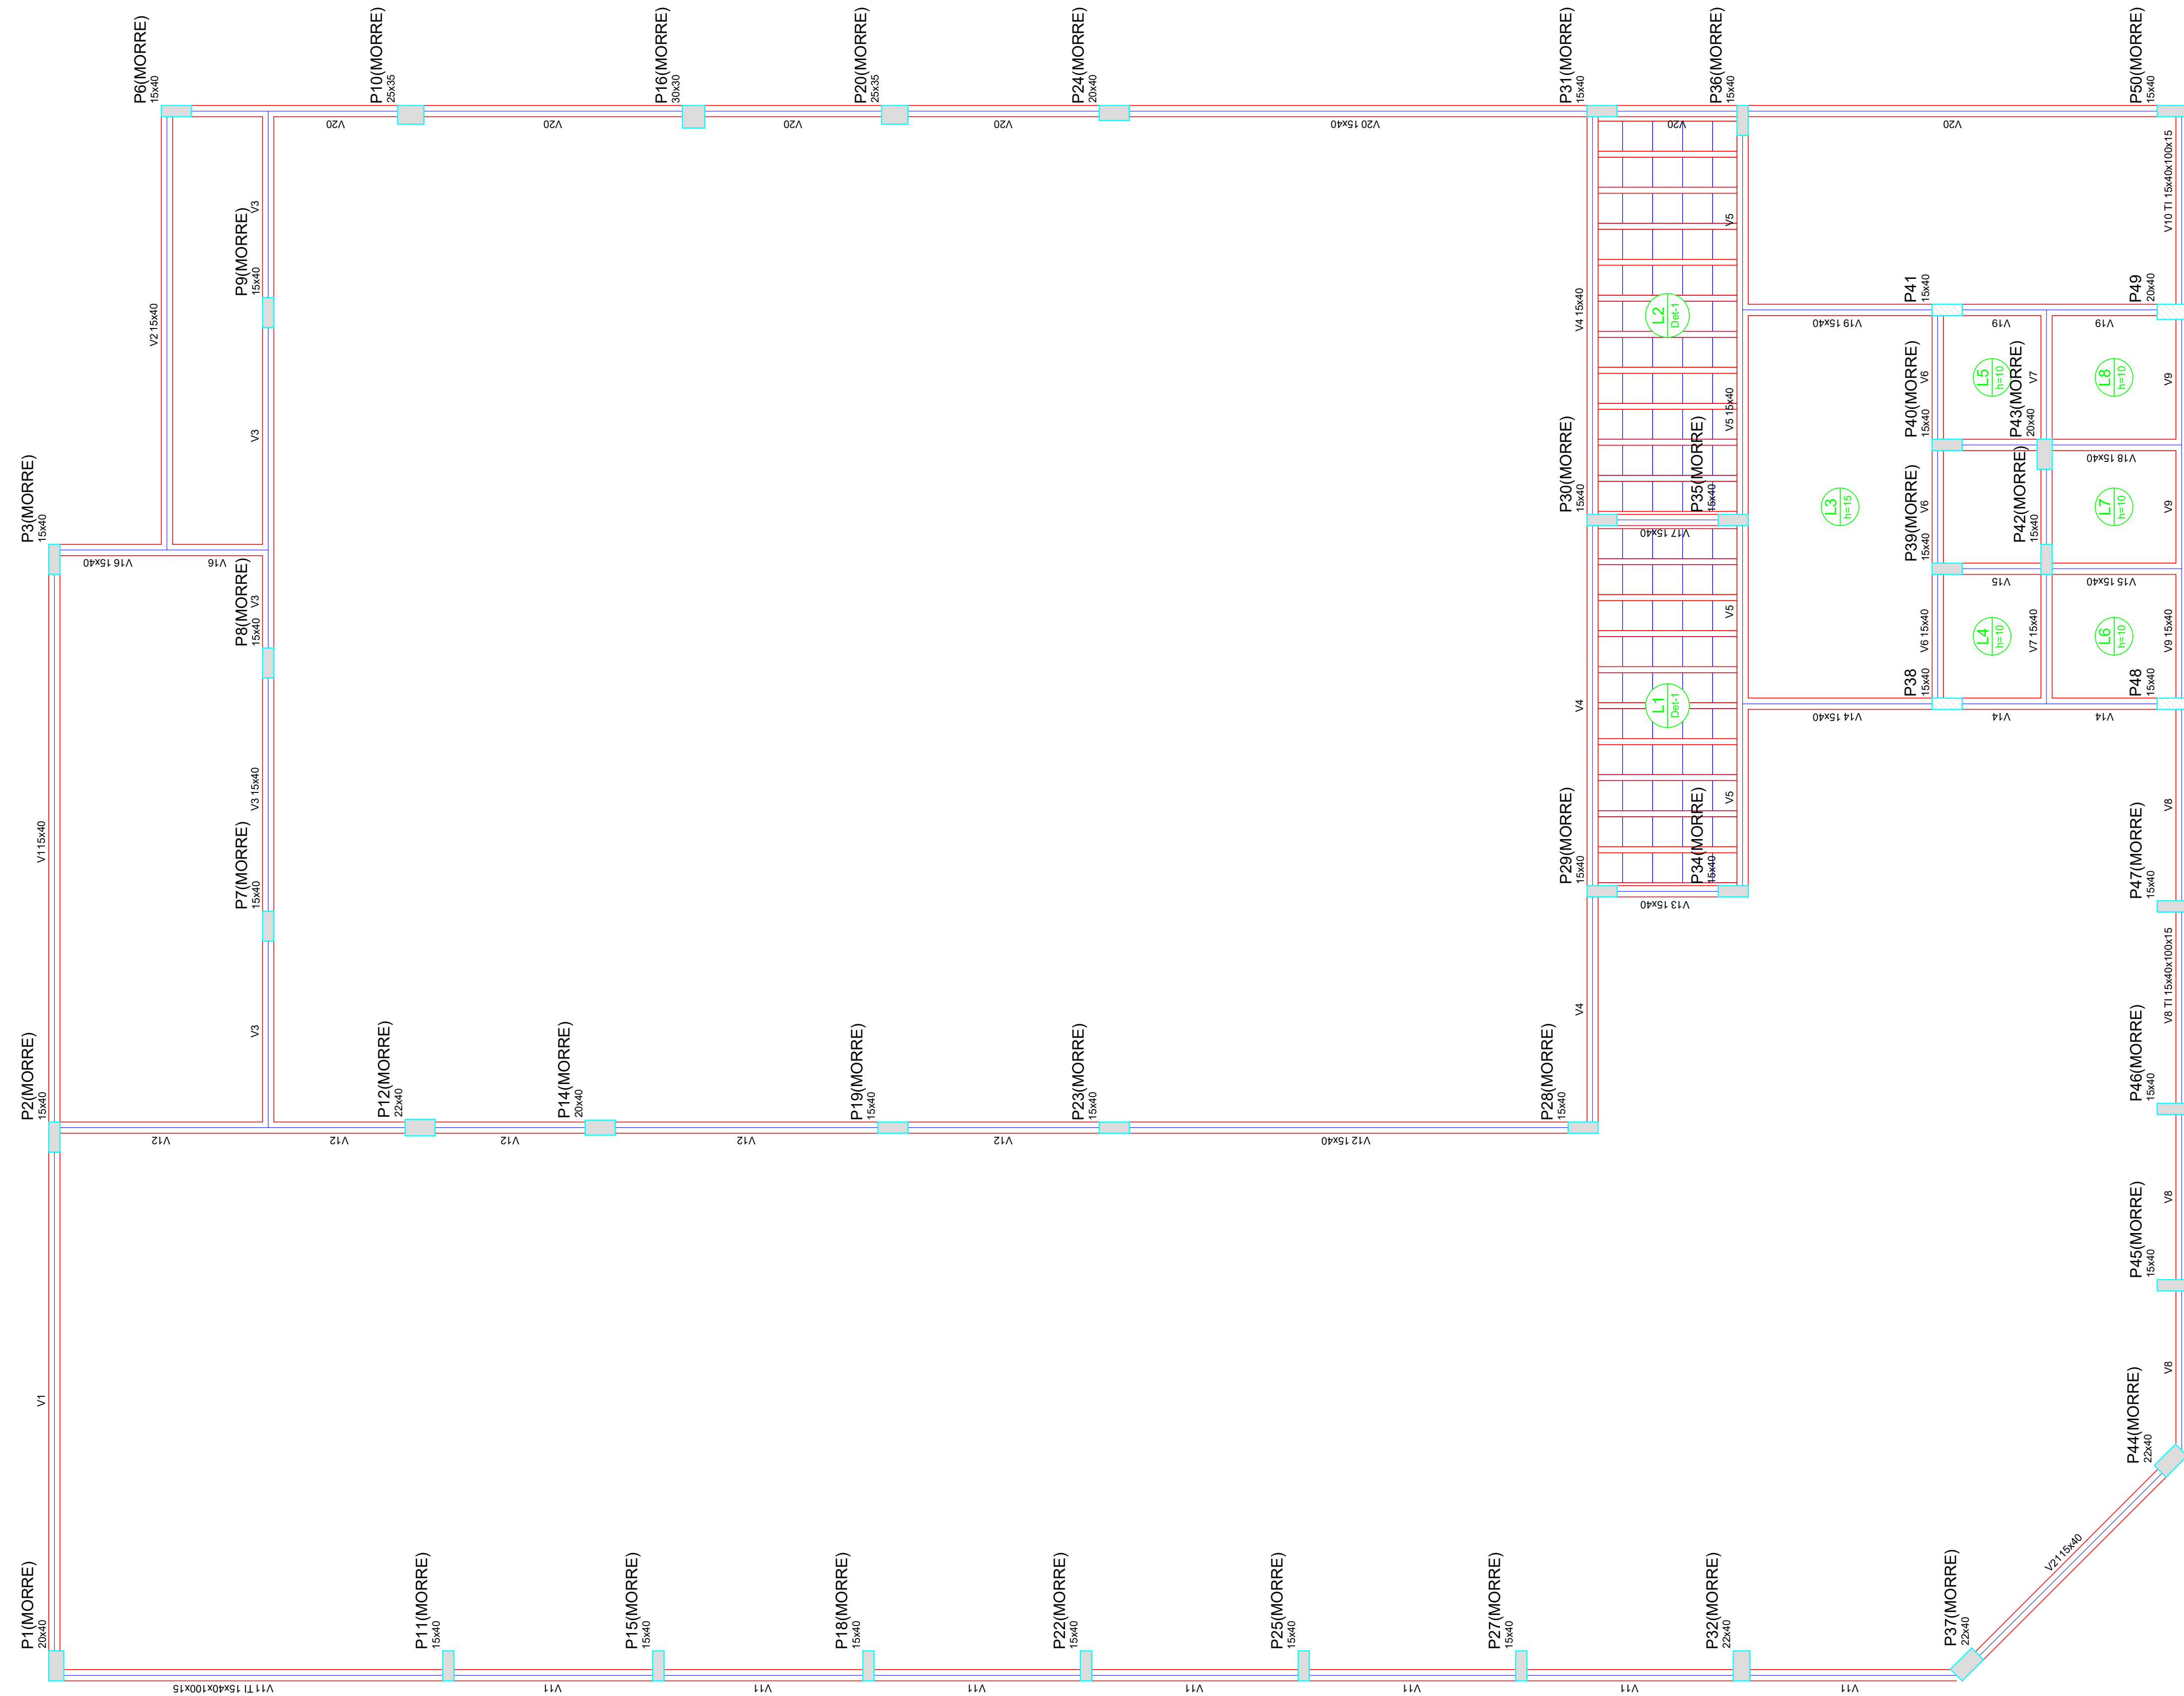 P1(MORRE)
20x40
V1
P2(MORRE)
15x40
V1 15x40
P3(MORRE)
15x40
V16 15x40
V16
V2 15x40
P6(MORRE)
15x40
V11 TI 15x40x100x15
V12
V3
P7(MORRE)
15x40
V3 15x40
P8(MORRE)
15x40
V3
V3
P9(MORRE)
15x40
V3
V20
P10(MORRE)
25x35
P11(MORRE)
15x40
V12
P12(MORRE)
22x40
V12
P14(MORRE)
20x40
V20
P16(MORRE)
30x30
V11
P15(MORRE)
15x40
V12
V20
V11
P18(MORRE)
15x40
P19(MORRE)
15x40
P20(MORRE)
25x35
V11
V12
V20
P22(MORRE)
15x40
P23(MORRE)
15x40
P24(MORRE)
20x40
V11
V12 15x40
V20 15x40
P25(MORRE)
15x40
V11
P27(MORRE)
15x40
P28(MORRE)
15x40
V4
P29(MORRE)
15x40
V4
P30(MORRE)
15x40
V4 15x40
P31(MORRE)
15x40
V11
V13 15x40
L1
Det-1
V17 15x40
L2
Det-1
V20
P32(MORRE)
22x40
P34(MORRE)
15x40
V5
V5
P35(MORRE)
15x40
V5 15x40
V5
P36(MORRE)
15x40
V11
V14 15x40
L3
h=15
V19 15x40
V20
P37(MORRE)
22x40
P38
15x40
V6 15x40
P39(MORRE)
15x40
V6
P40(MORRE)
15x40
V6
P41
15x40
V14
L4
h=10
V15
L5
h=10
V19
V7 15x40
P42(MORRE)
15x40
P43(MORRE)
20x40
V7
V21 15x40
V14
L6
h=10
V15 15x40
L7
h=10
V18 15x40
L8
h=10
V19
P44(MORRE)
22x40
V8
P45(MORRE)
15x40
V8
P46(MORRE)
15x40
V8 TI 15x40x100x15
P47(MORRE)
15x40
V8
P48
15x40
V9 15x40
V9
V9
P49
20x40
V10 TI 15x40x100x15
P50(MORRE)
15x40